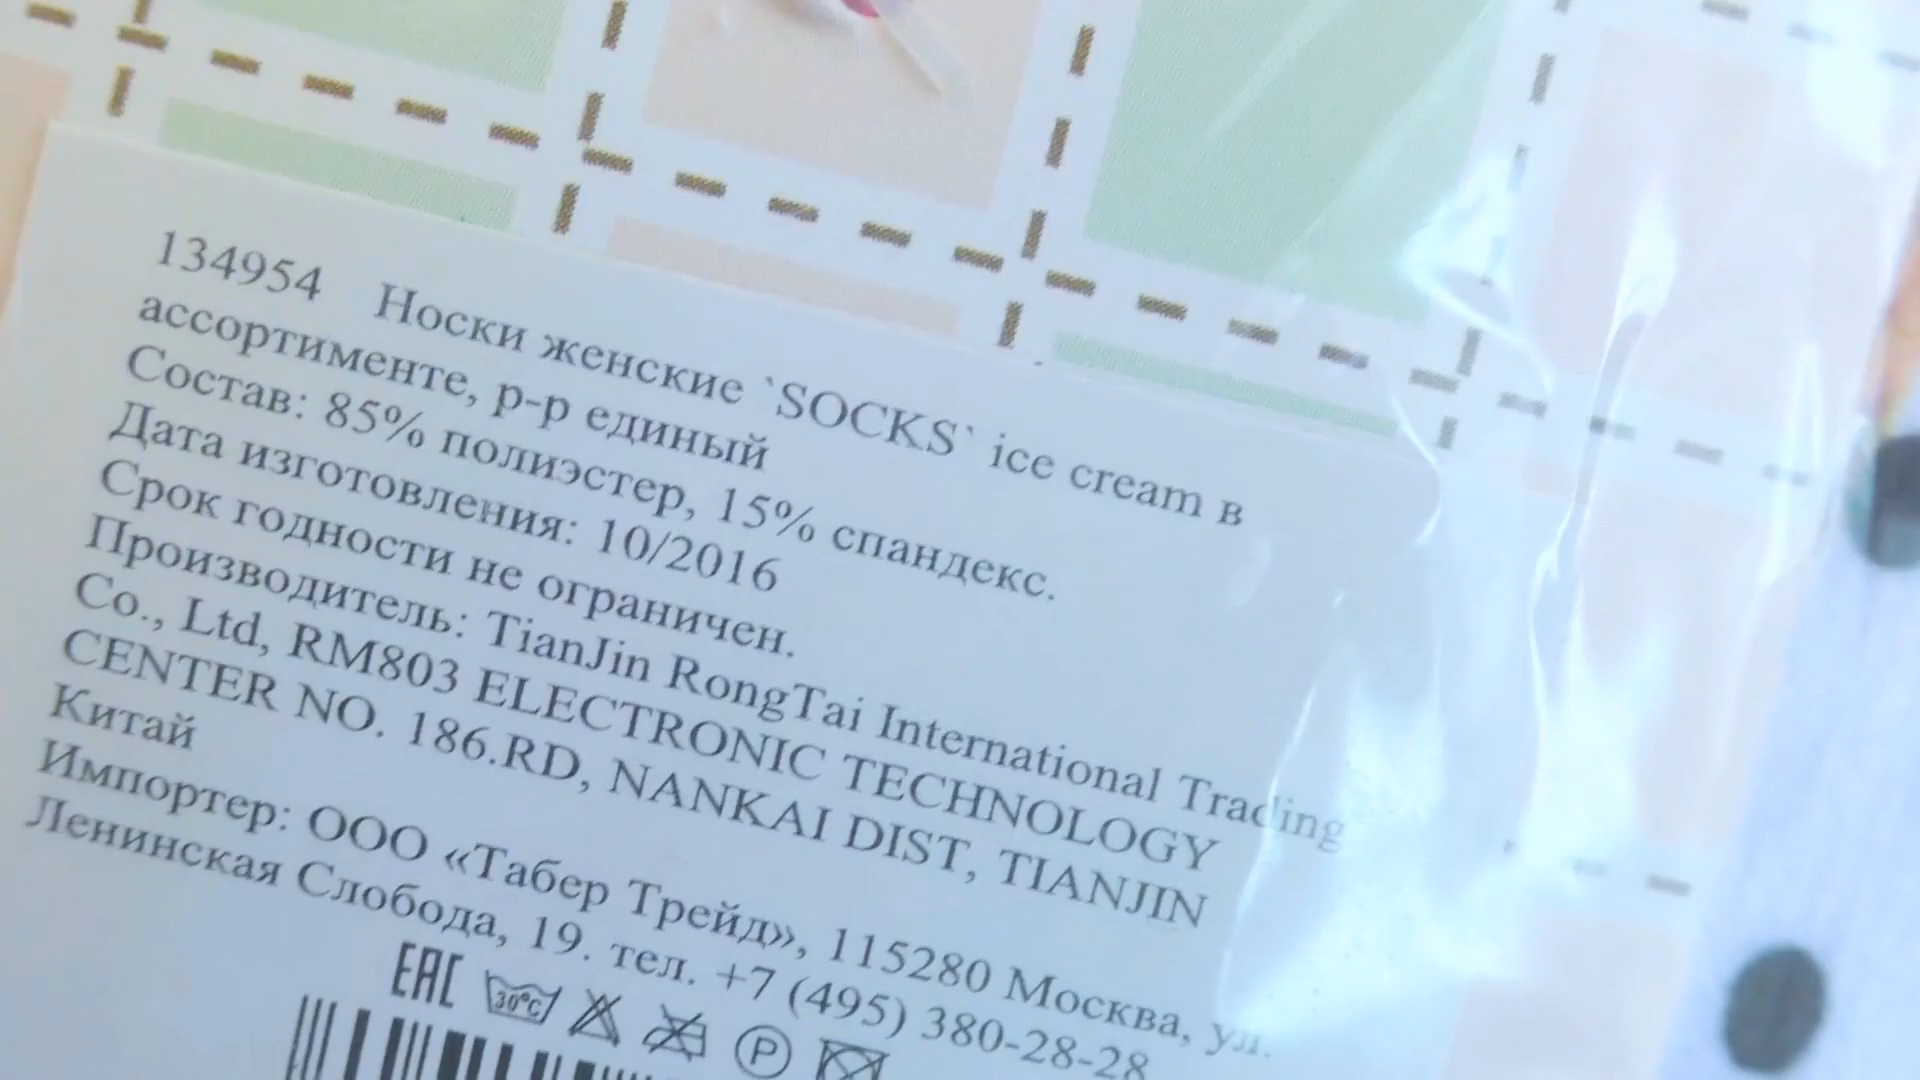 134954 Носки женские `SOCKS` ice cream в
ассортименте, р-р единый
Состав: 85% полиэстер, 15% спандекс.
Дата изготовления: 10/2016
Срок годности не ограничен.
Производитель: TianJin RongTai International Trading
Co., Ltd, RM803 ELECTRONIC TECHNOLOGY
CENTER NO. 186.RD, NANKAI DIST, TIANJIN
Китай
Импортер: ООО «Табер Трейд», 115280 Москва, ул.
Ленинская Слобода, 19. тел. +7 (495) 380-28-28
EAC 30°C P